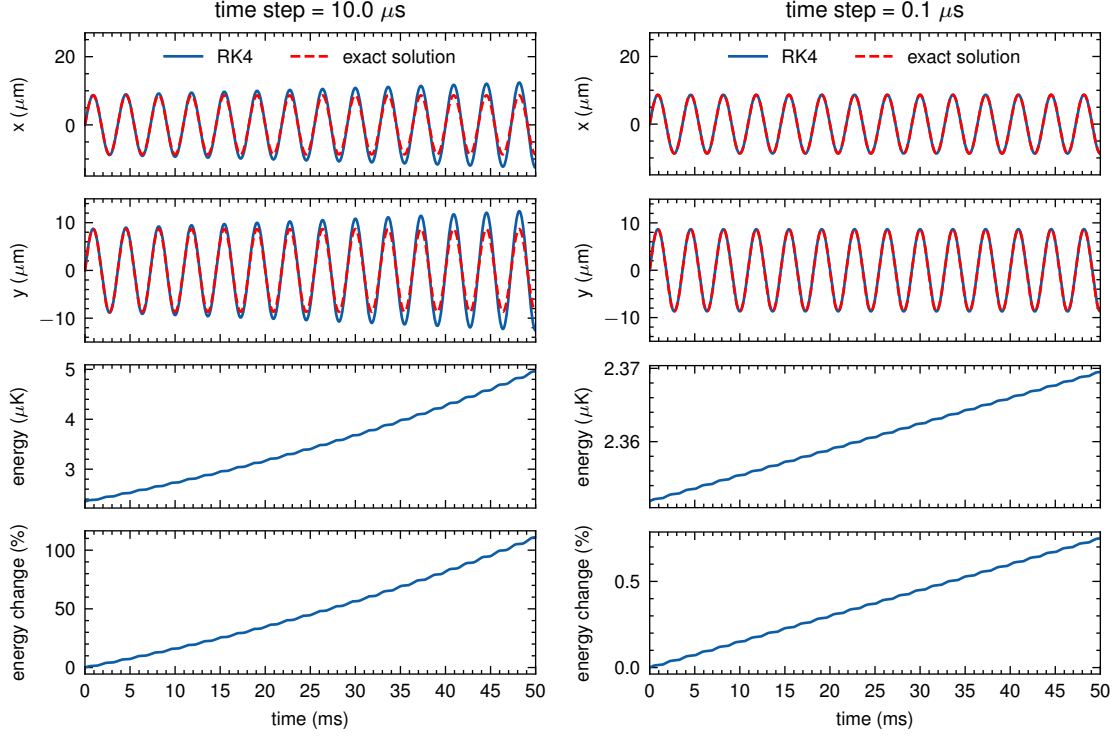 time step = 10.0 μs
20
0
x (μm)
RK4
exact solution
10
0
−10
y (μm)
5
4
3
energy (μK)
100
50
0
energy change (%)
0 5 10 15 20 25 30 35 40 45 50
time (ms)
time step = 0.1 μs
20
0
x (μm)
RK4
exact solution
10
0
−10
y (μm)
2.37
2.36
energy (μK)
0.5
0.0
energy change (%)
0 5 10 15 20 25 30 35 40 45 50
time (ms)